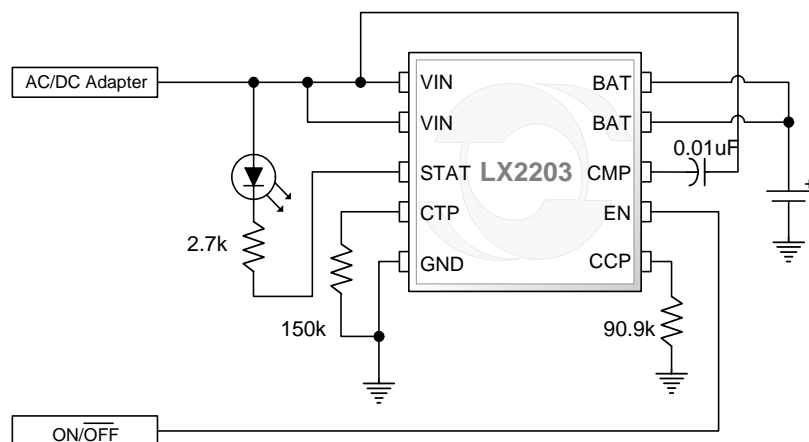 AC/DC Adapter
VIN
BAT
VIN
BAT
0.01uF
STAT
LX2203
CMP
+
CTP
EN
2.7k
GND
CCP
150k
90.9k
ON/OFF